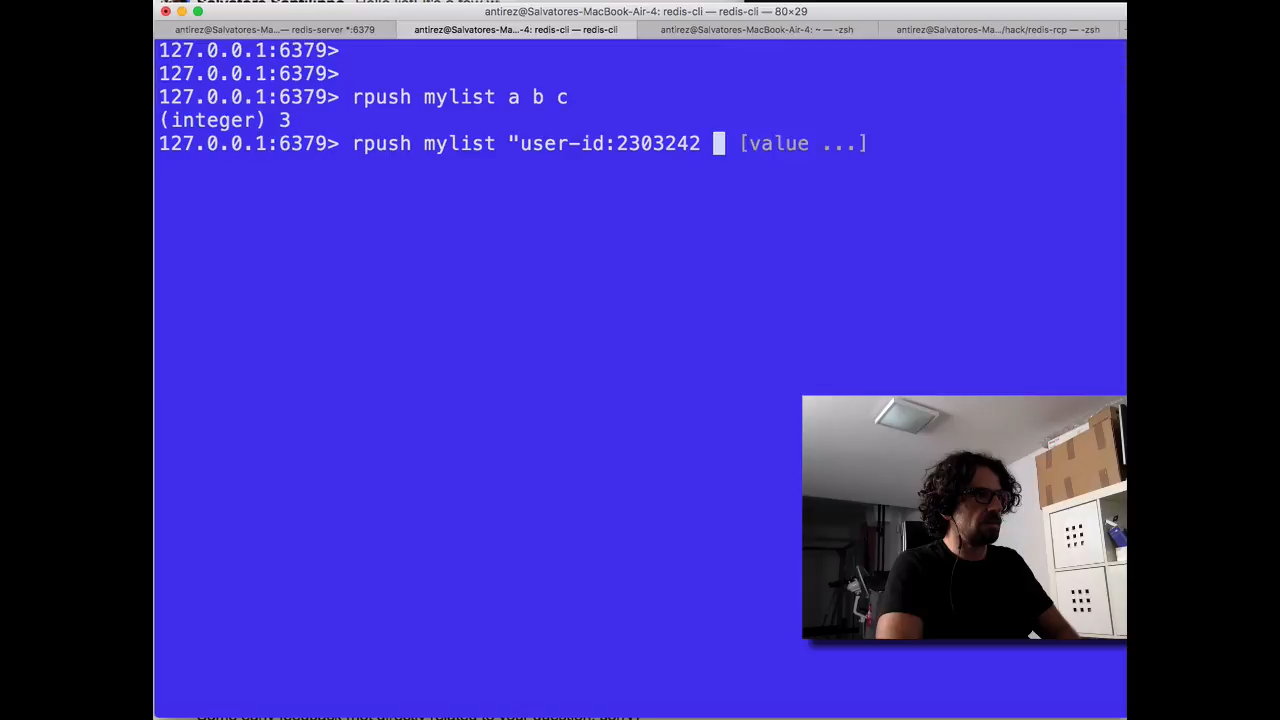 antirez@Salvatores-MacBook-Air-4: redis-cli — redis-cli — 80×29
antirez@Salvatores-Ma...— redis-server *:6379
antirez@Salvatores-Ma...-4: redis-cli — redis-cli
antirez@Salvatores-MacBook-Air-4: ~ — -zsh
antirez@Salvatores-Ma.../hack/redis-rcp — -zsh
127.0.0.1:6379>
127.0.0.1:6379>
127.0.0.1:6379> rpush mylist a b c
(integer) 3
127.0.0.1:6379> rpush mylist "user-id:2303242 [value ...]